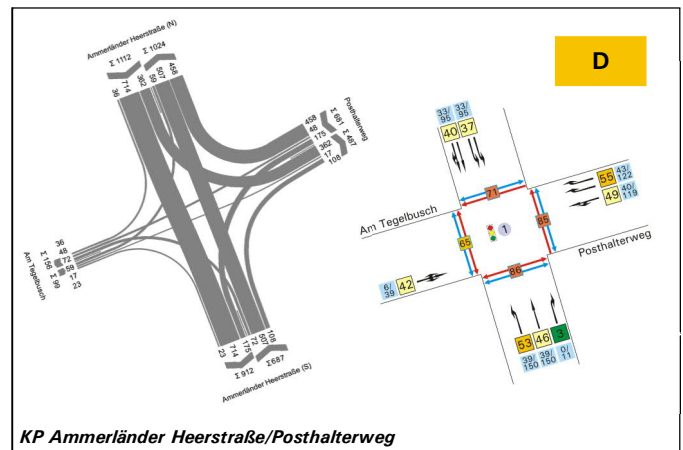 D
Ammerländer Heerstraße (N)
Σ 1112 Σ 1024
36 714 362 59 507 458
458
48
175
362
17
108
Σ 681
Σ 487
Posthalterweg
36
48
72
59
17
23
Σ 156
Σ 99
Am Tegelbusch
23 714 175 72 507 108
Σ 912 Σ 687
Ammerländer Heerstraße (S)
33/95 33/95
40 37
71
55 43/122
49 40/119
Am Tegelbusch
65
1
85
Posthalterweg
86
6/39 42
53 46 3
39/150 39/150 0/11
KP Ammerländer Heerstraße/Posthalterweg